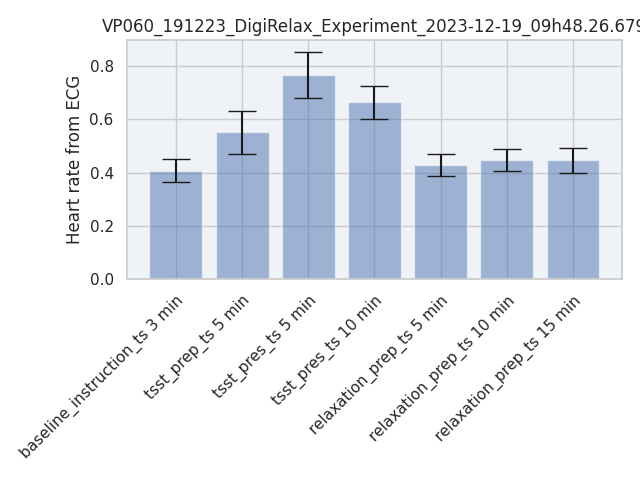 VP060_191223_DigiRelax_Experiment_2023-12-19_09h48.26.679
Heart rate from ECG
0.8
0.6
0.4
0.2
0.0
baseline_instruction_ts 3 min
tsst_prep_ts 5 min
tsst_pres_ts 5 min
tsst_pres_ts 10 min
relaxation_prep_ts 5 min
relaxation_prep_ts 10 min
relaxation_prep_ts 15 min